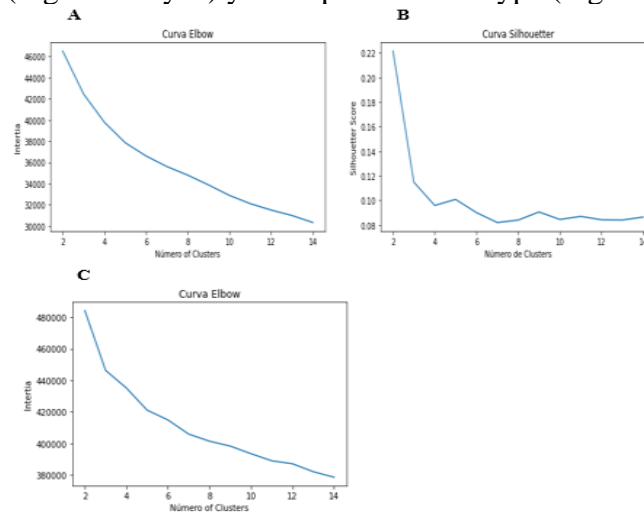 A
Curva Elbow
46000
44000
42000
40000
38000
36000
34000
32000
30000
Intertia
2 4 6 8 10 12 14
Número of Clusters
B
Curva Silhouetter
0.22
0.20
0.18
0.16
0.14
0.12
0.10
0.08
Silhouetter Score
2 4 6 8 10 12 14
Número de Clusters
C
Curva Elbow
480000
460000
440000
420000
400000
380000
Intertia
2 4 6 8 10 12 14
Número of Clusters